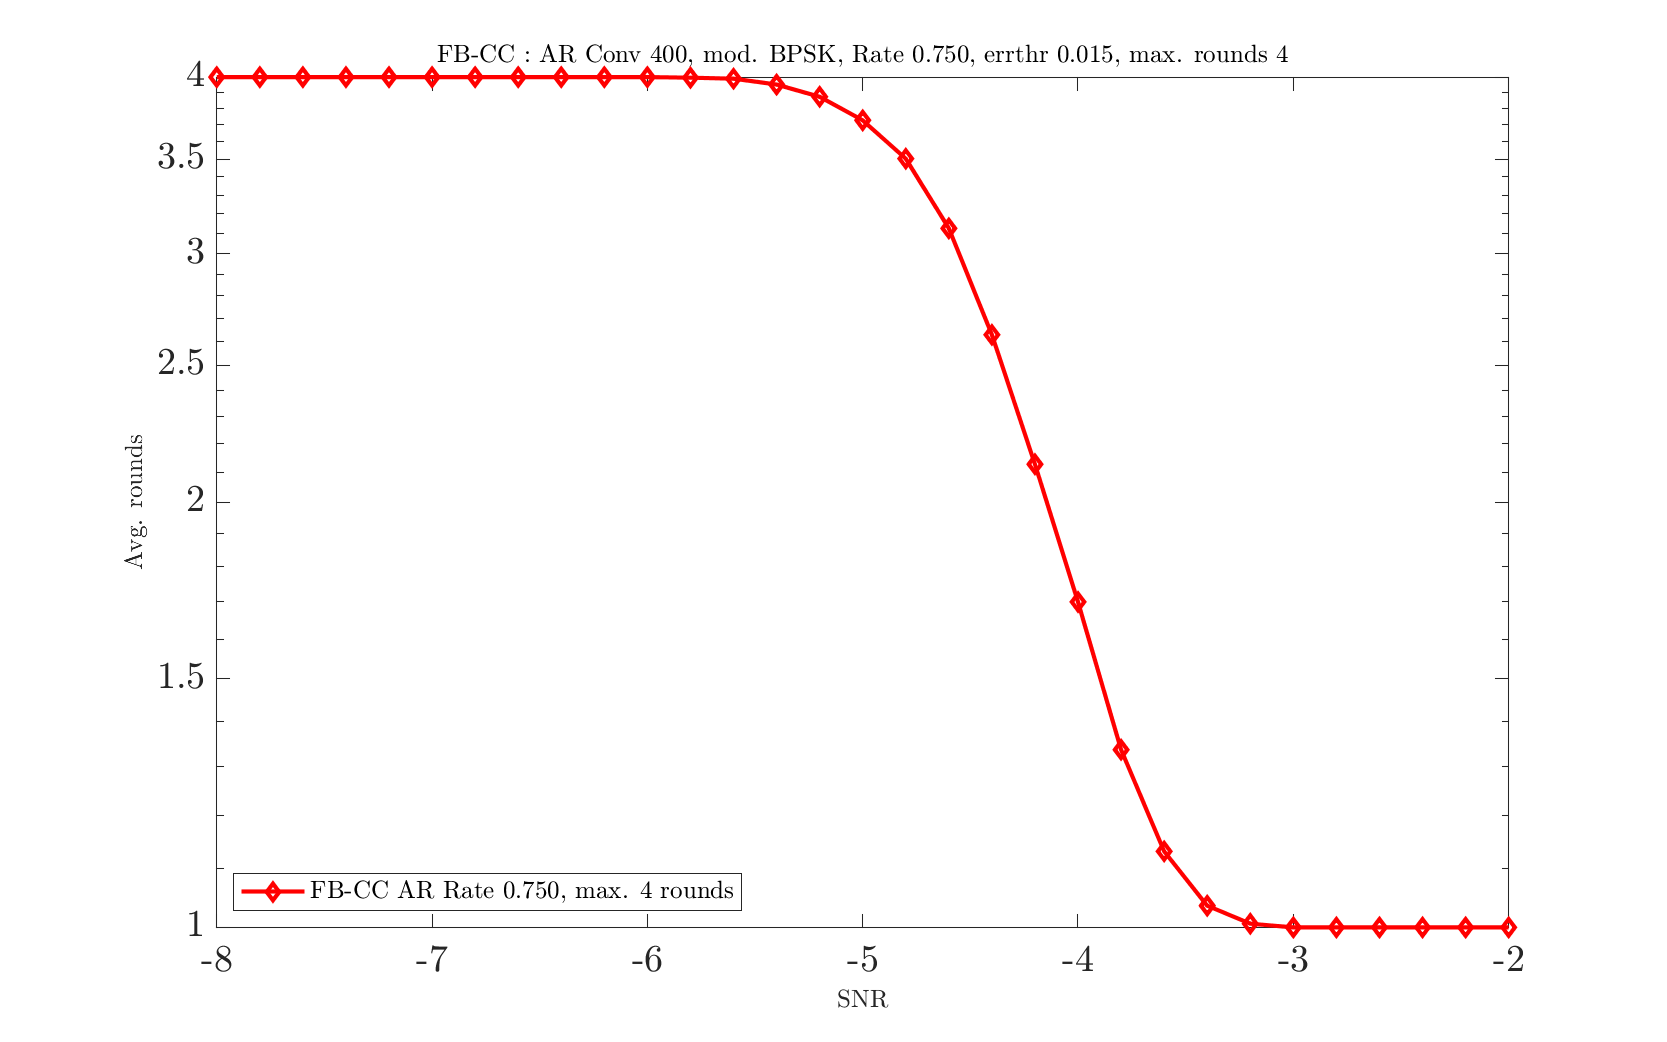 FB-CC : AR Conv 400, mod. BPSK, Rate 0.750, errthr 0.015, max. rounds 4
4
3.5
3
2.5
2
1.5
1
Avg. rounds
FB-CC AR Rate 0.750, max. 4 rounds
-8 -7 -6 -5 -4 -3 -2
SNR